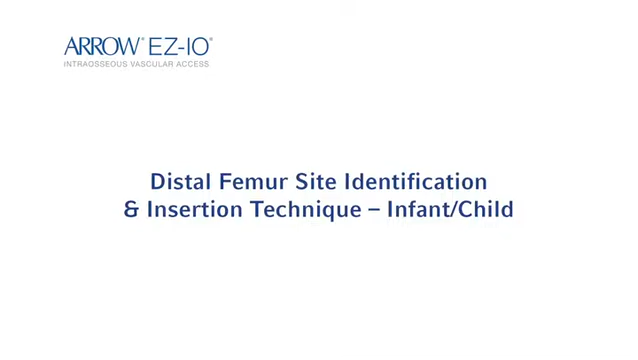 ARROW® EZ-IO®
INTRAOSSEOUS VASCULAR ACCESS
Distal Femur Site Identification
& Insertion Technique – Infant/Child